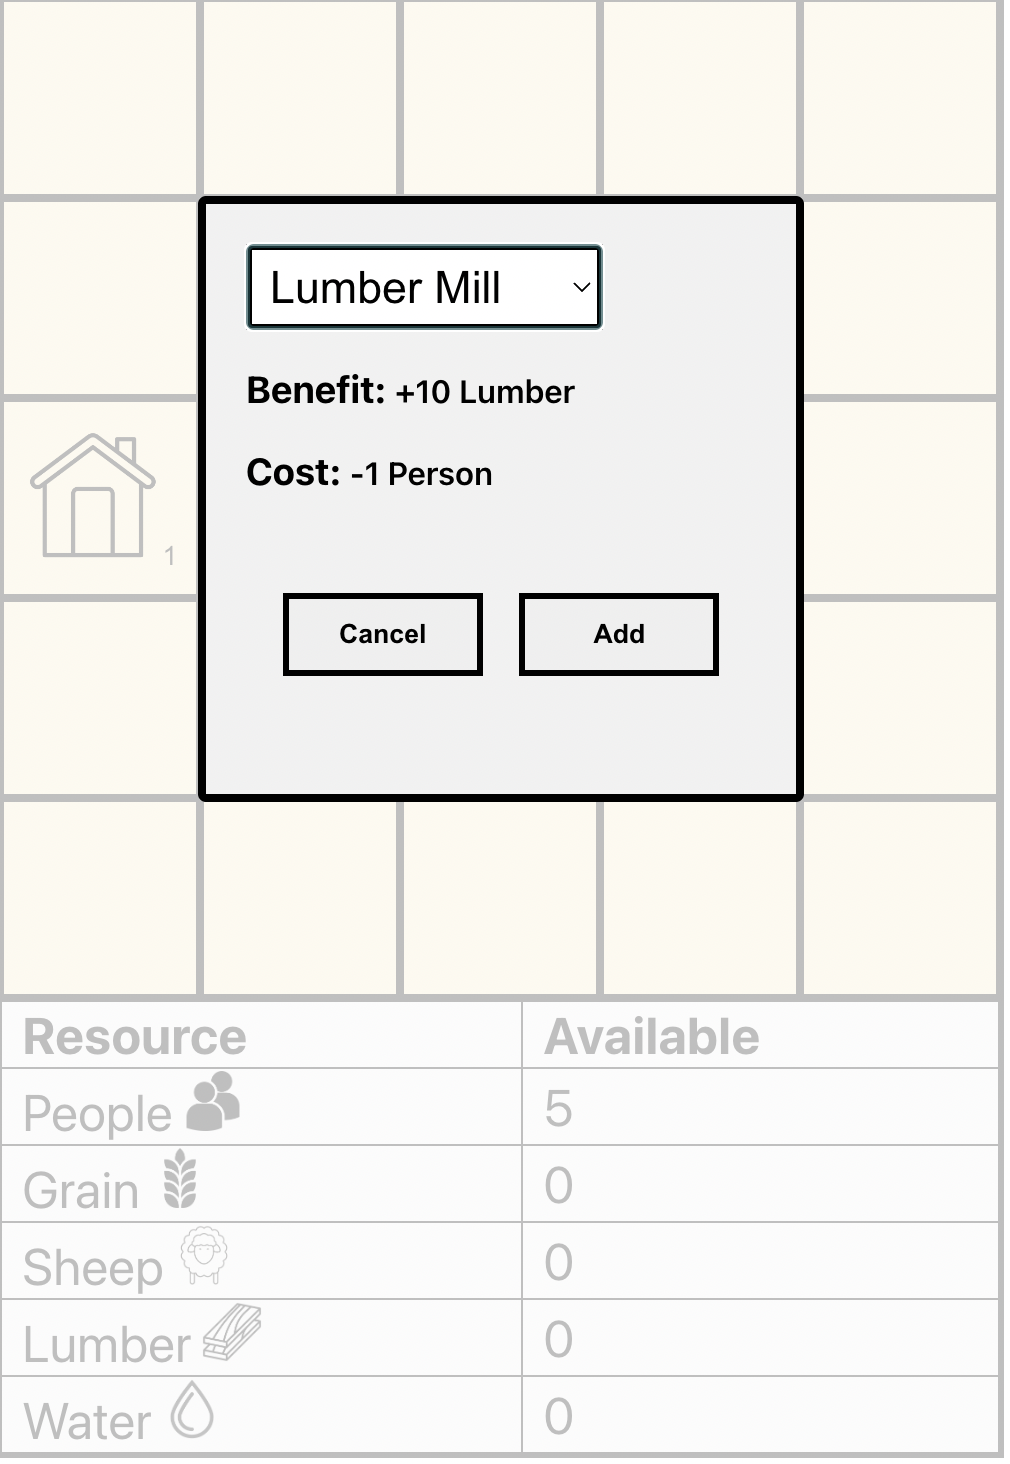 Lumber Mill
Benefit: +10 Lumber
Cost: -1 Person
1
Cancel Add
Resource Available
People 5
Grain 0
Sheep 0
Lumber 0
Water 0